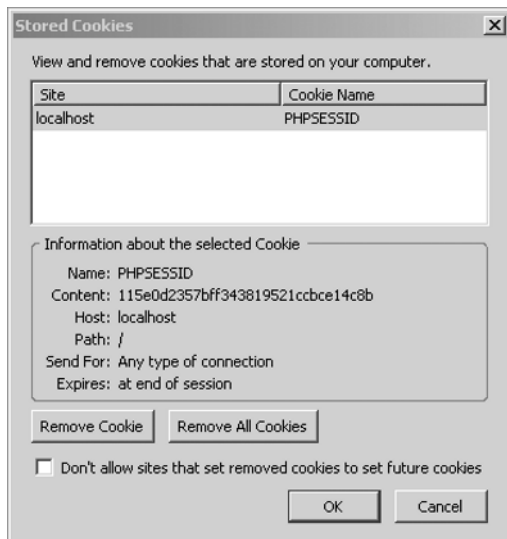 Stored Cookies
View and remove cookies that are stored on your computer.
Site Cookie Name
localhost PHPSESSID
Information about the selected Cookie
Name: PHPSESSID
Content: 115e0d2357bff343819521ccbce14c8b
Host: localhost
Path: /
Send For: Any type of connection
Expires: at end of session
Remove Cookie Remove All Cookies
Don't allow sites that set removed cookies to set future cookies
OK Cancel